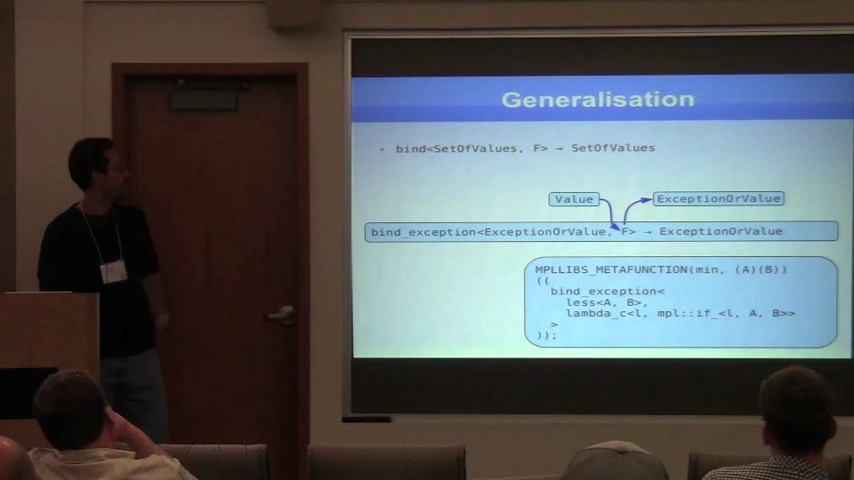 Generalisation
• bind<SetOfValues, F> → SetOfValues
Value
ExceptionOrValue
bind_exception<ExceptionOrValue, F> → ExceptionOrValue
MPLLIBS_METAFUNCTION(min, (A)(B))
((
bind_exception<
less<A, B>,
lambda_c<l, mpl::if_<l, A, B>>
>
));